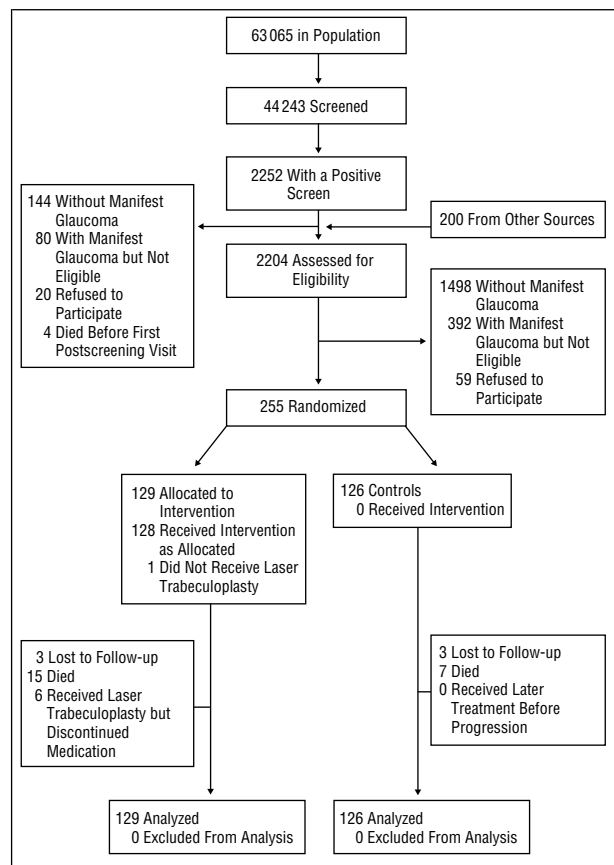 63 065 in Population
44 243 Screened
2252 With a Positive
Screen
144 Without Manifest
Glaucoma
80 With Manifest
Glaucoma but Not
Eligible
20 Refused to
Participate
4 Died Before First
Postscreening Visit
200 From Other Sources
2204 Assessed for
Eligibility
1498 Without Manifest
Glaucoma
392 With Manifest
Glaucoma but Not
Eligible
59 Refused to
Participate
255 Randomized
129 Allocated to
Intervention
128 Received Intervention
as Allocated
1 Did Not Receive Laser
Trabeculoplasty
126 Controls
0 Received Intervention
3 Lost to Follow-up
15 Died
6 Received Laser
Trabeculoplasty but
Discontinued
Medication
3 Lost to Follow-up
7 Died
0 Received Later
Treatment Before
Progression
129 Analyzed
0 Excluded From Analysis
126 Analyzed
0 Excluded From Analysis